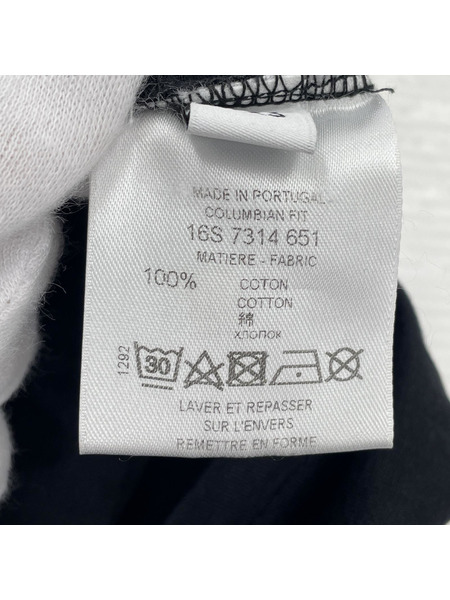 MADE IN PORTUGAL
COLUMBIAN FIT
16S 7314 651
MATIERE - FABRIC
100% COTON
COTTON
綿
хлопок
1292
30
LAVER ET REPASSER
SUR L'ENVERS
REMETTRE EN FORME